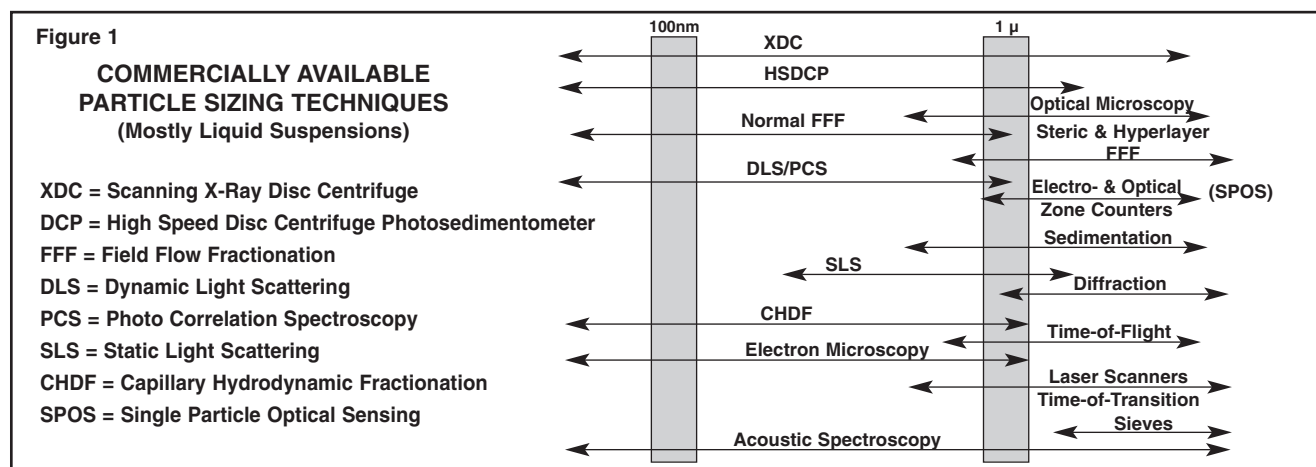 Figure 1
COMMERCIALLY AVAILABLE
PARTICLE SIZING TECHNIQUES
(Mostly Liquid Suspensions)
XDC = Scanning X-Ray Disc Centrifuge
DCP = High Speed Disc Centrifuge Photosedimentometer
FFF = Field Flow Fractionation
DLS = Dynamic Light Scattering
PCS = Photo Correlation Spectroscopy
SLS = Static Light Scattering
CHDF = Capillary Hydrodynamic Fractionation
SPOS = Single Particle Optical Sensing
100nm
1 µ
XDC
HSDCP
Optical Microscopy
Normal FFF
Steric & Hyperlayer
FFF
DLS/PCS
Electro- & Optical
(SPOS)
Zone Counters
Sedimentation
SLS
Diffraction
CHDF
Time-of-Flight
Electron Microscopy
Laser Scanners
Time-of-Transition
Sieves
Acoustic Spectroscopy